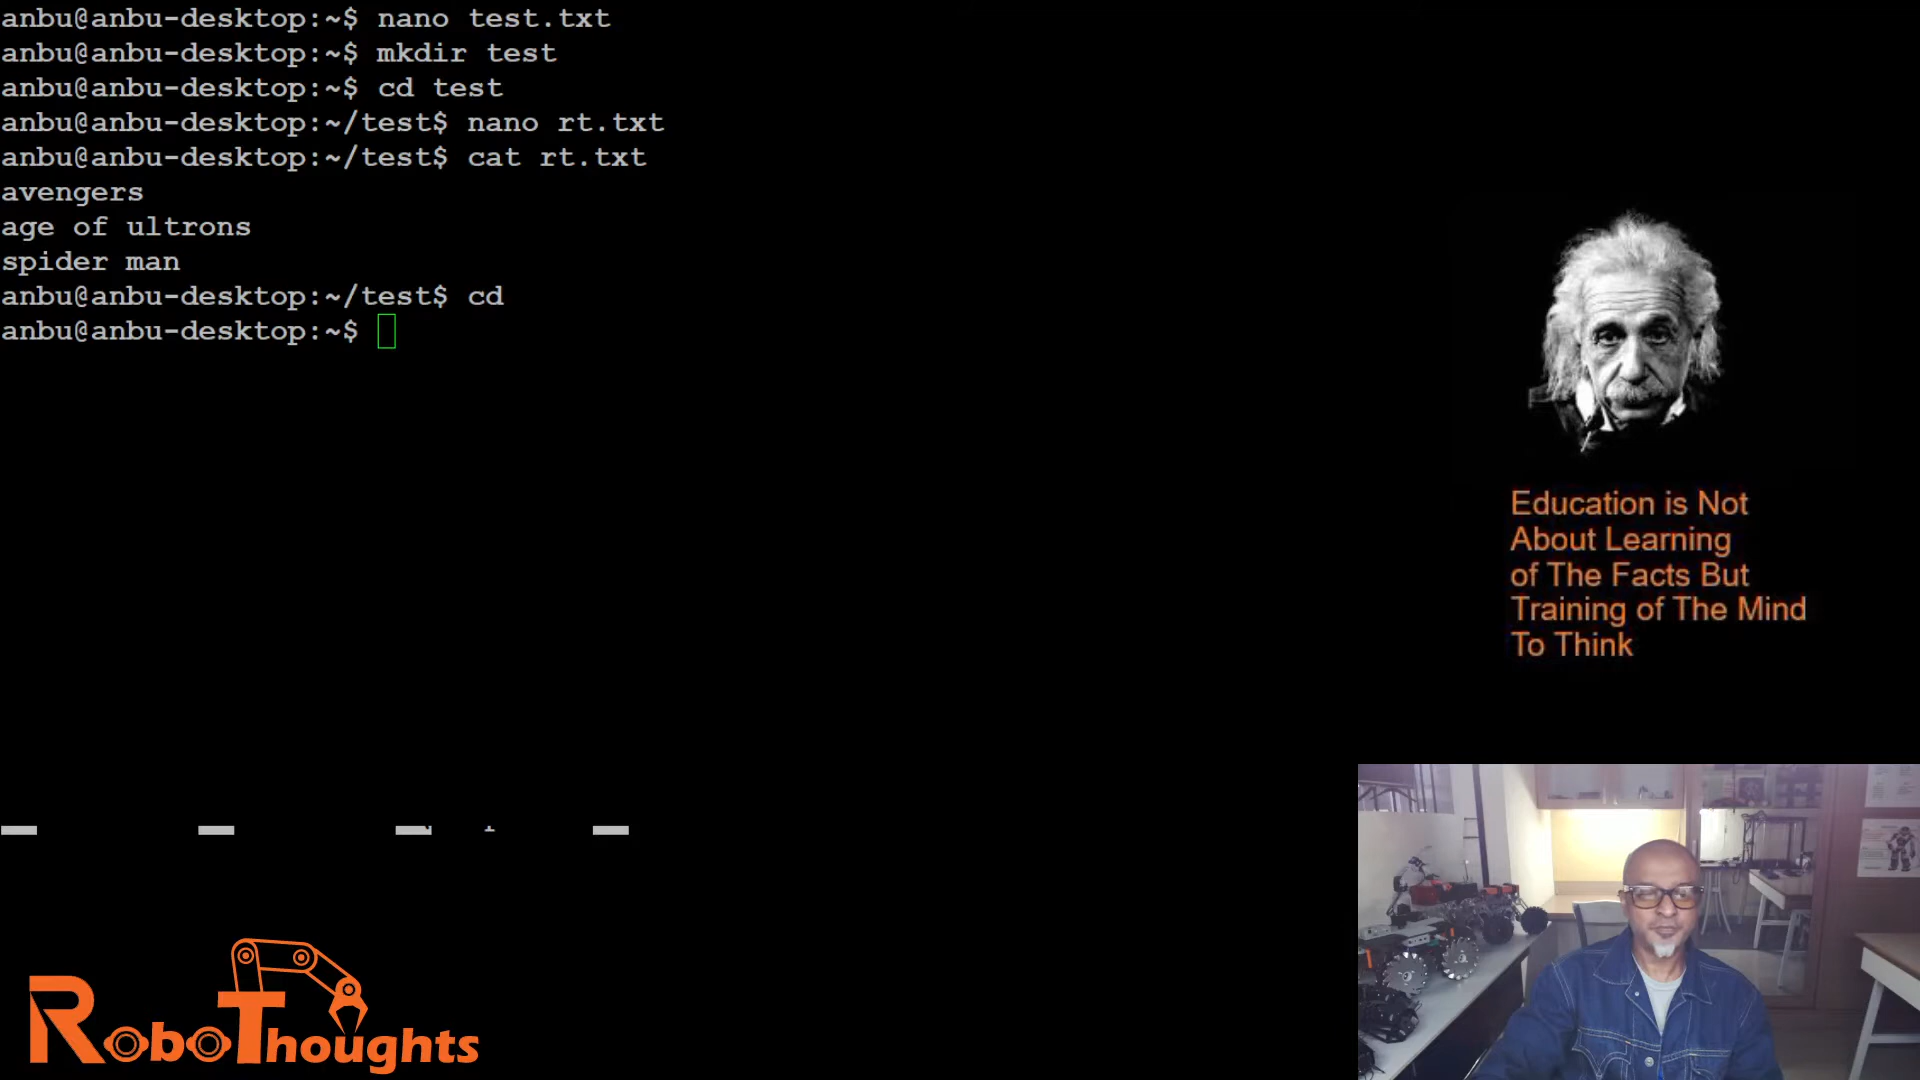 anbu@anbu-desktop:~$ nano test.txt
anbu@anbu-desktop:~$ mkdir test
anbu@anbu-desktop:~$ cd test
anbu@anbu-desktop:~/test$ nano rt.txt
anbu@anbu-desktop:~/test$ cat rt.txt
avengers
age of ultrons
spider man
anbu@anbu-desktop:~/test$ cd
anbu@anbu-desktop:~$
Education is Not
About Learning
of The Facts But
Training of The Mind
To Think
RoboThoughts